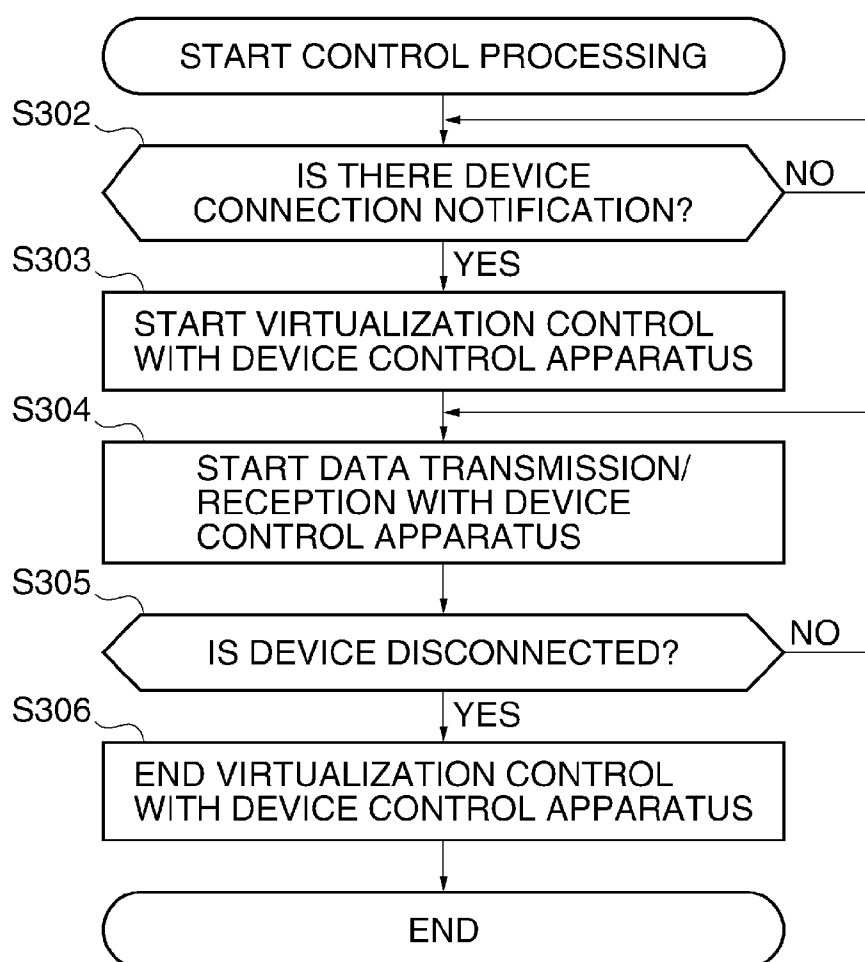 START CONTROL PROCESSING
S302
IS THERE DEVICE
CONNECTION NOTIFICATION?
NO
YES
S303
START VIRTUALIZATION CONTROL
WITH DEVICE CONTROL APPARATUS
S304
START DATA TRANSMISSION/
RECEPTION WITH DEVICE
CONTROL APPARATUS
S305
IS DEVICE DISCONNECTED?
NO
YES
S306
END VIRTUALIZATION CONTROL
WITH DEVICE CONTROL APPARATUS
END